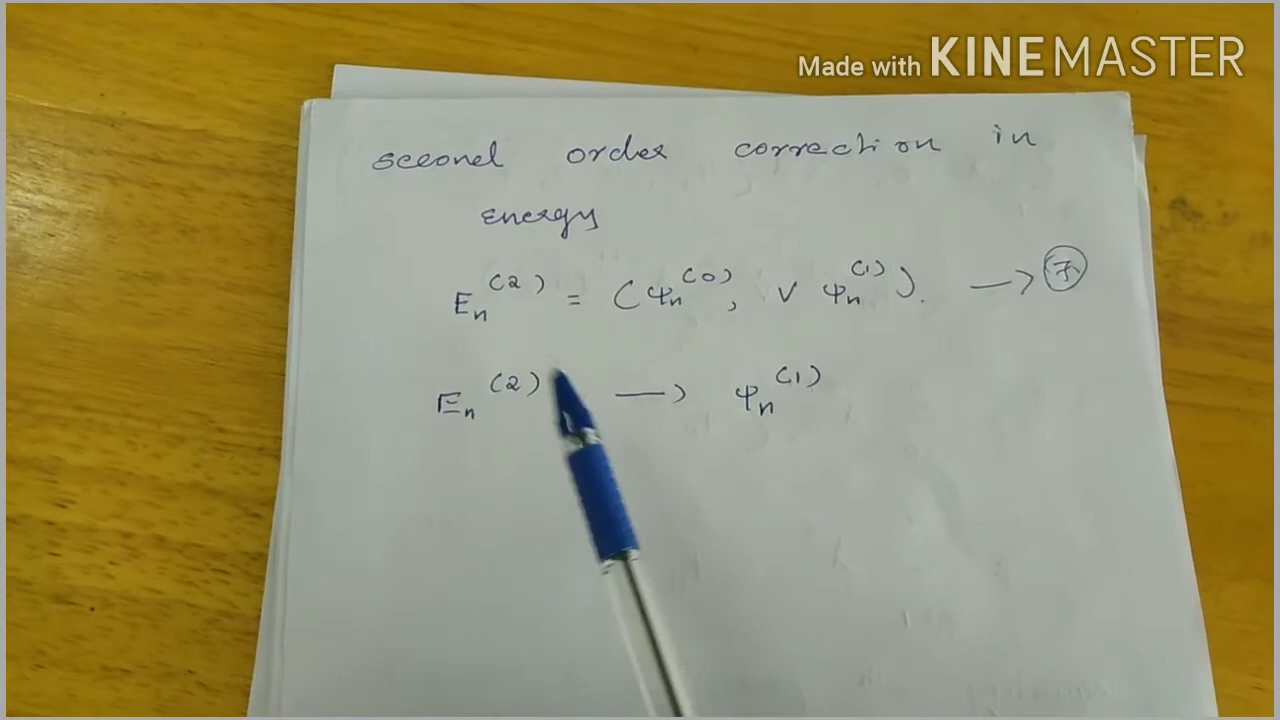 Made with KINEMASTER
second order correction in
energy
Eₙ⁽²⁾ = (ψₙ⁽⁰⁾, V ψₙ⁽¹⁾). → ⑦
Eₙ⁽²⁾ → ψₙ⁽¹⁾